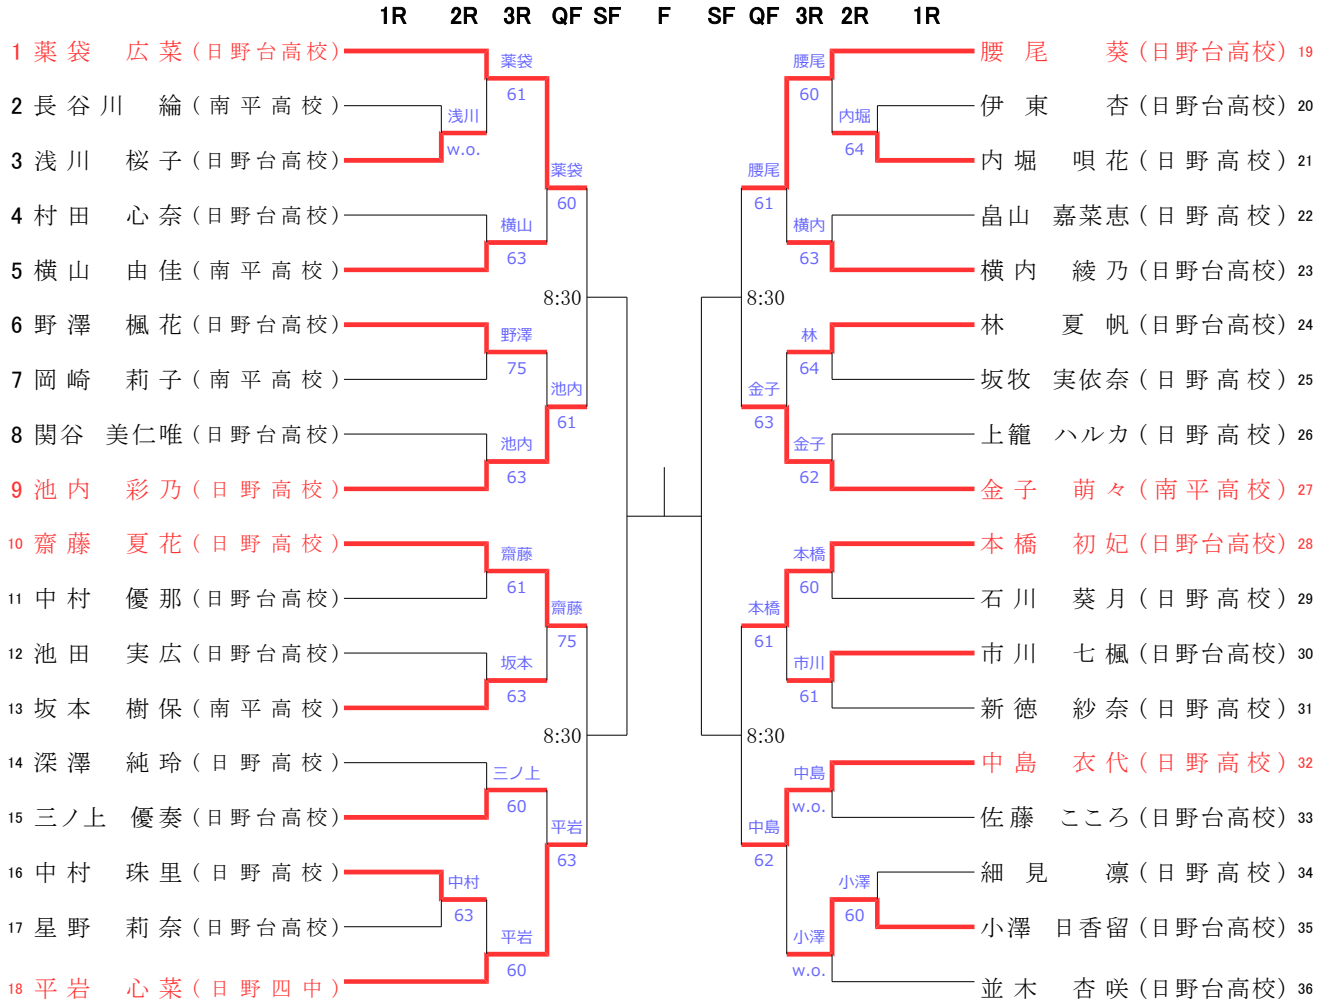 1R 2R 3R QF SF F SF QF 3R 2R 1R
1 薬袋 広菜 (日野台高校) 薬袋 腰尾 腰尾 葵 (日野台高校) 19
61 60
2 長谷川 綸 (南平高校) 浅川 内堀 伊東 杏 (日野台高校) 20
w.o. 64
3 浅川 桜子 (日野台高校) 薬袋 腰尾 内堀 唄花 (日野高校) 21
60 61
4 村田 心奈 (日野台高校) 横山 横内 畠山 嘉菜恵 (日野高校) 22
63 63
5 横山 由佳 (南平高校) 横内 綾乃 (日野台高校) 23
8:30 8:30
6 野澤 楓花 (日野台高校) 野澤 林 林 夏帆 (日野台高校) 24
75 64
7 岡崎 莉子 (南平高校) 池内 金子 坂牧 実依奈 (日野高校) 25
61 63
8 関谷 美仁唯 (日野台高校) 池内 金子 上籠 ハルカ (日野高校) 26
63 62
9 池内 彩乃 (日野高校) 金子 萌々 (南平高校) 27
10 齋藤 夏花 (日野高校) 齋藤 本橋 本橋 初妃 (日野台高校) 28
61 60
11 中村 優那 (日野台高校) 齋藤 本橋 石川 葵月 (日野高校) 29
75 61
12 池田 実広 (日野台高校) 坂本 市川 市川 七楓 (日野台高校) 30
63 61
13 坂本 樹保 (南平高校) 新徳 紗奈 (日野高校) 31
8:30 8:30
14 深澤 純玲 (日野高校) 三ノ上 中島 中島 衣代 (日野高校) 32
60 w.o.
15 三ノ上 優奏 (日野台高校) 平岩 中島 佐藤 こころ (日野台高校) 33
63 62
16 中村 珠里 (日野高校) 中村 小澤 細見 凛 (日野高校) 34
63 60
17 星野 莉奈 (日野台高校) 平岩 小澤 小澤 日香留 (日野台高校) 35
60 w.o.
18 平岩 心菜 (日野四中) 並木 杏咲 (日野台高校) 36